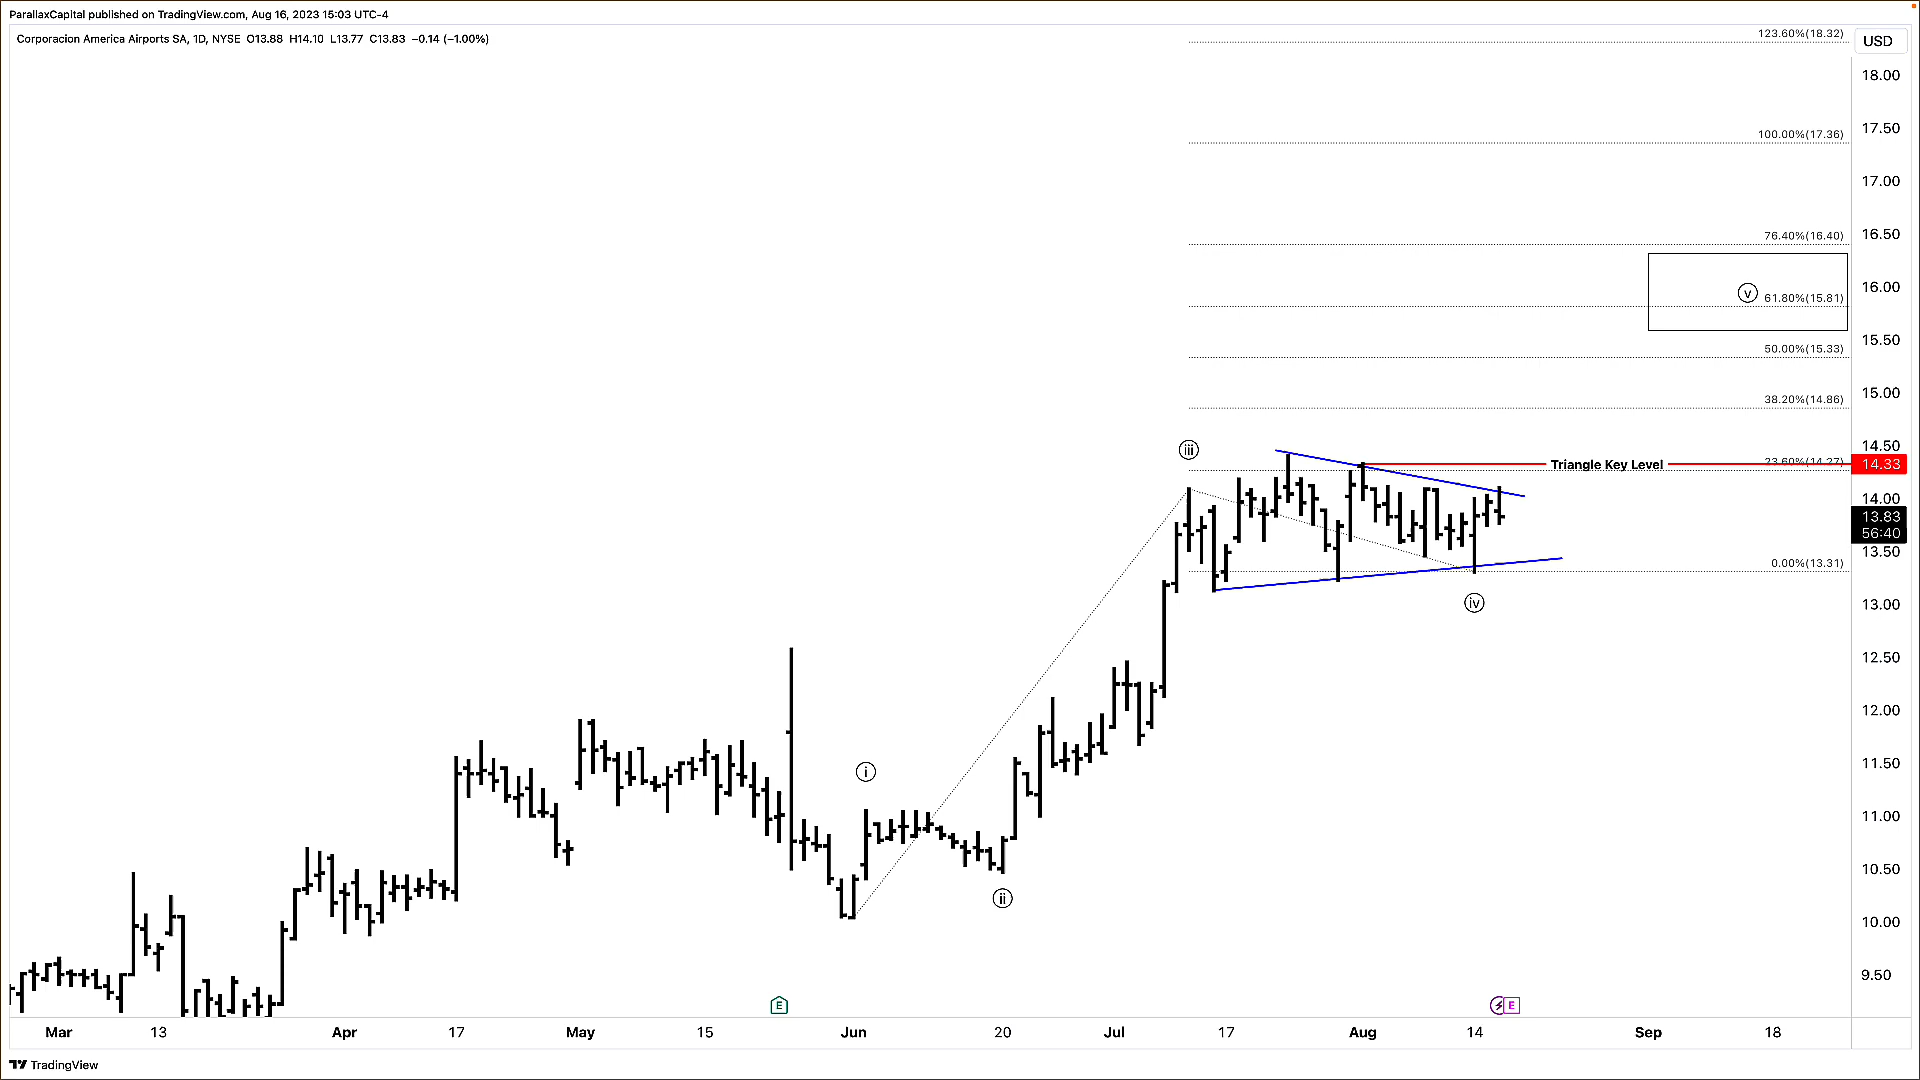 ParallaxCapital published on TradingView.com, Aug 16, 2023 15:03 UTC-4
Corporacion America Airports SA, 1D, NYSE O13.88 H14.10 L13.77 C13.83 −0.14 (−1.00%)
USD
123.60%(18.32)
18.00
100.00%(17.36)
17.50
17.00
76.40%(16.40)
16.50
v
61.80%(15.81)
16.00
50.00%(15.33)
15.50
38.20%(14.86)
15.00
iii
14.50
Triangle Key Level
23.60%(14.27)
14.33
14.00
13.83
56:40
13.50
0.00%(13.31)
iv
13.00
12.50
12.00
i
11.50
11.00
10.50
ii
10.00
9.50
E
E
Mar 13 Apr 17 May 15 Jun 20 Jul 17 Aug 14 Sep 18
TradingView